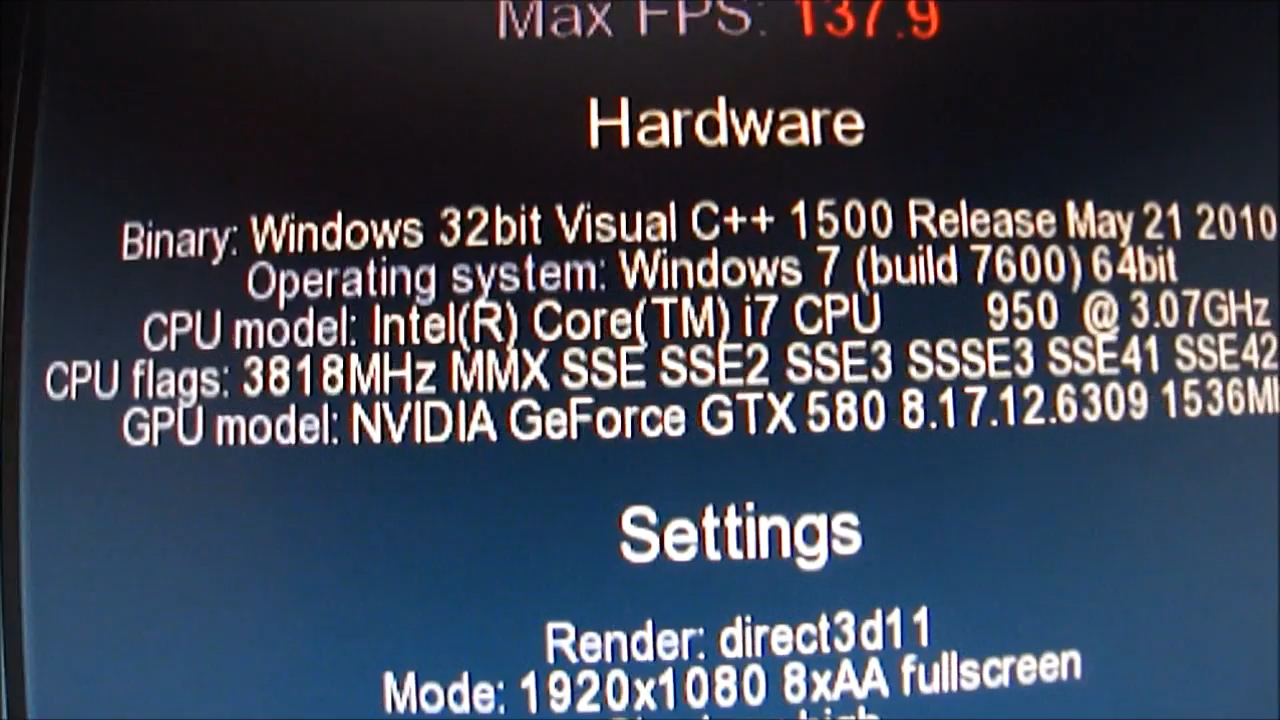 Max FPS: 137.9
Hardware
Binary: Windows 32bit Visual C++ 1500 Release May 21 2010
Operating system: Windows 7 (build 7600) 64bit
CPU model: Intel(R) Core(TM) i7 CPU 950 @ 3.07GHz
CPU flags: 3818MHz MMX SSE SSE2 SSE3 SSSE3 SSE41 SSE42
GPU model: NVIDIA GeForce GTX 580 8.17.12.6309
Settings
Render: direct3d11
Mode: 1920x1080 8xAA fullscreen
high